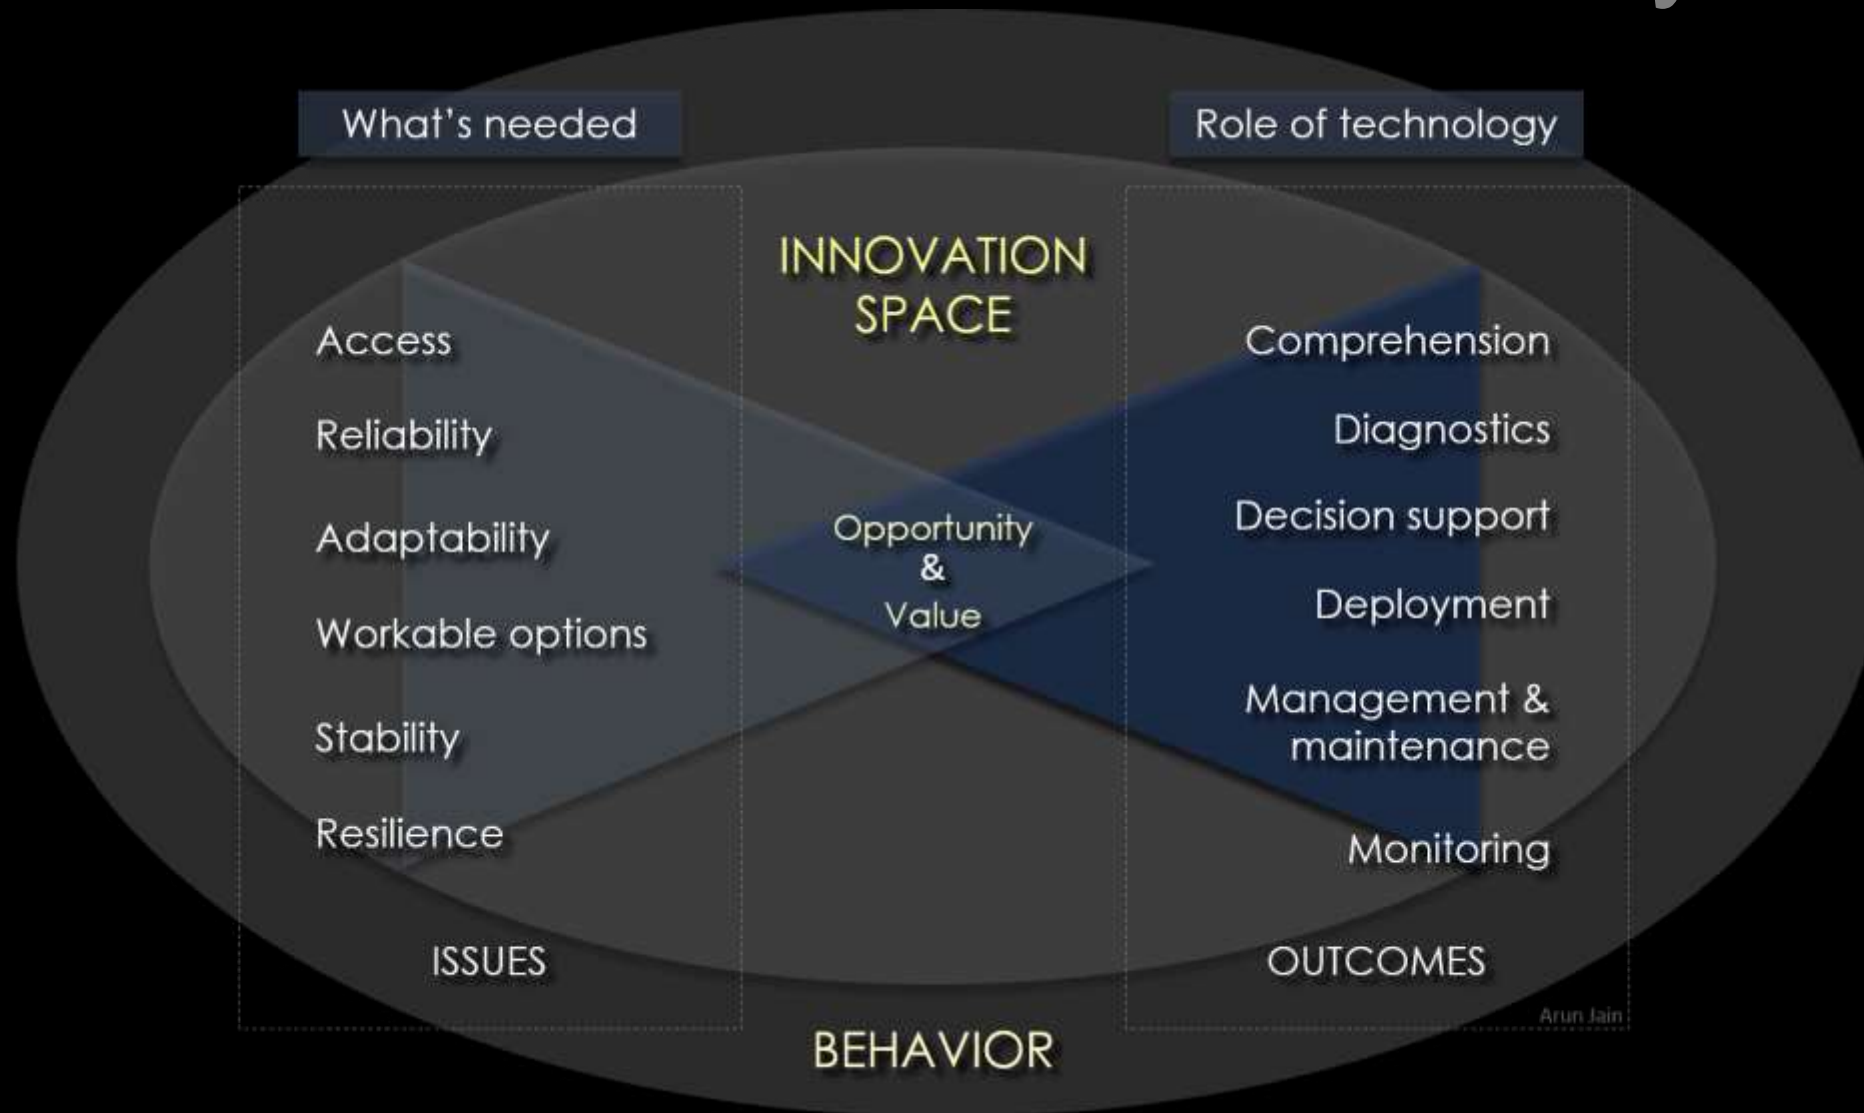 What's needed
Role of technology
INNOVATION
SPACE
Access
Reliability
Adaptability
Workable options
Stability
Resilience
ISSUES
Opportunity
&
Value
Comprehension
Diagnostics
Decision support
Deployment
Management &
maintenance
Monitoring
OUTCOMES
Arun Jain
BEHAVIOR